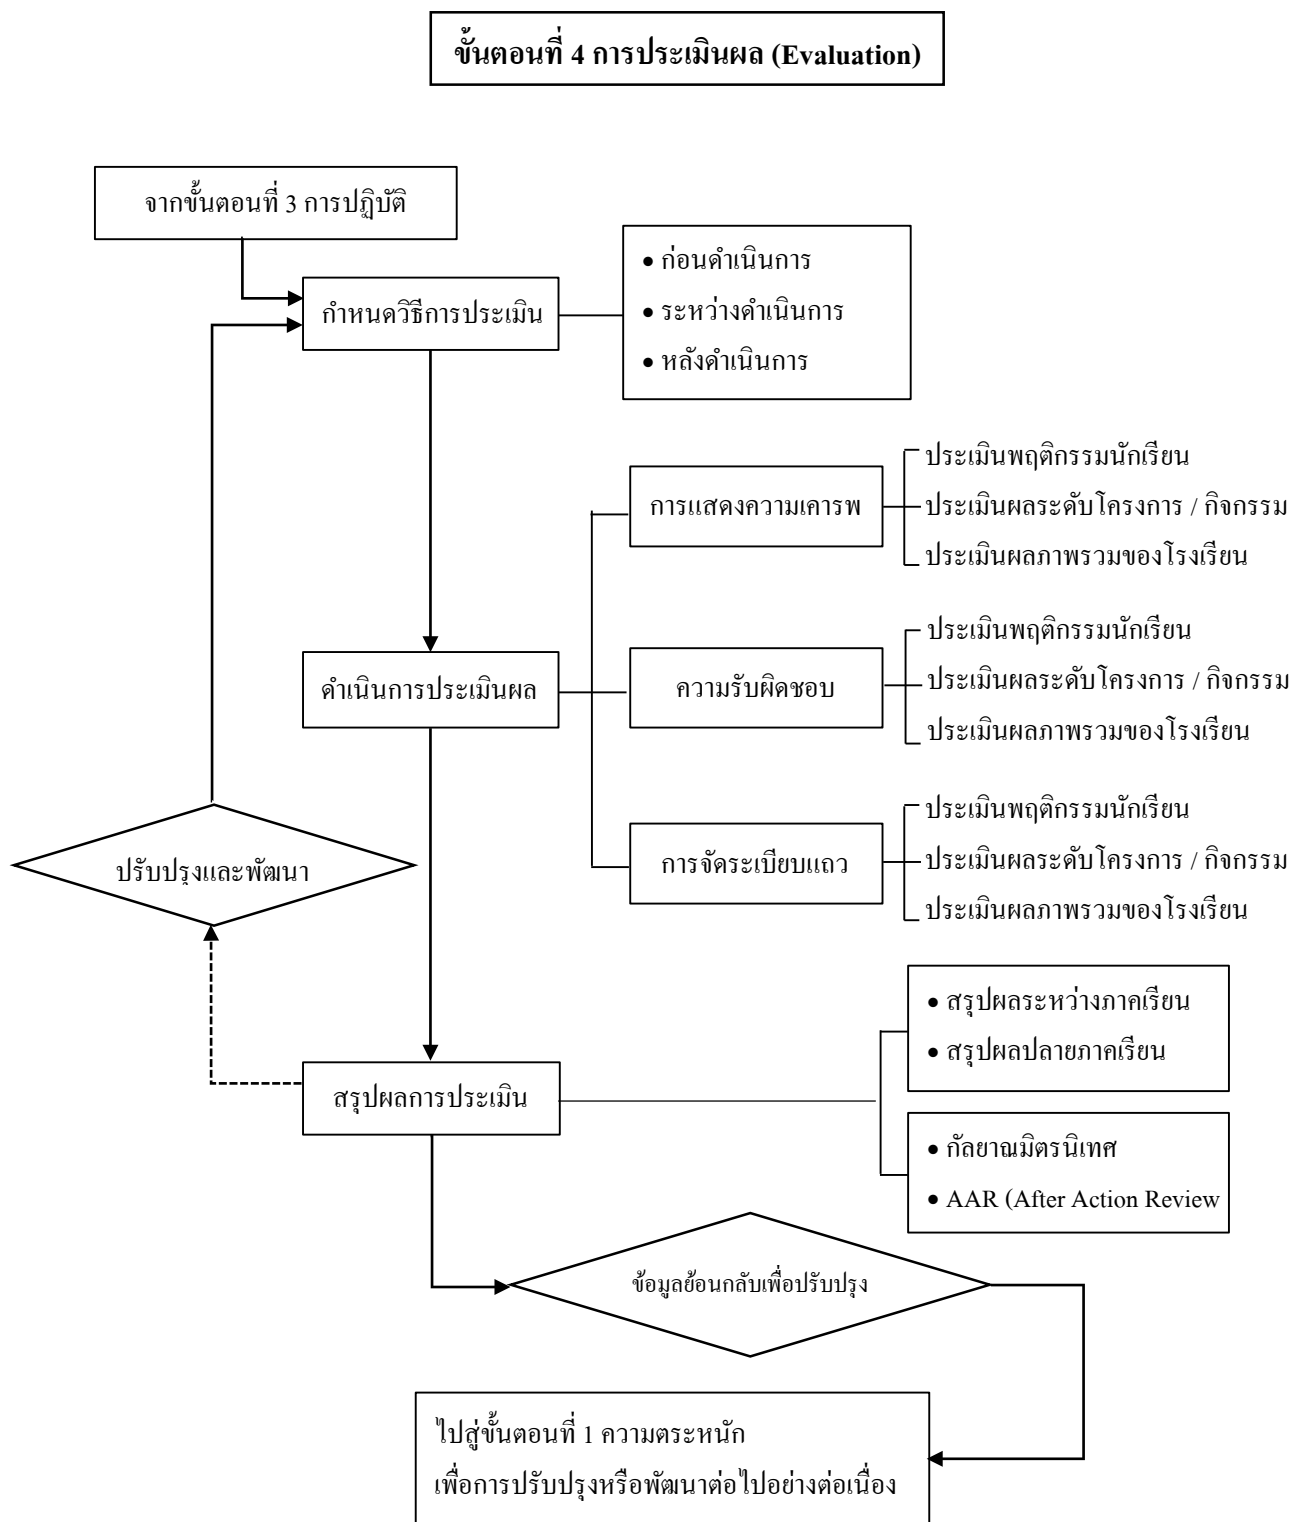 ขั้นตอนที่ 4 การประเมินผล (Evaluation)
จากขั้นตอนที่ 3 การปฏิบัติ
กำหนดวิธีการประเมิน
• ก่อนดำเนินการ
• ระหว่างดำเนินการ
• หลังดำเนินการ
ดำเนินการประเมินผล
การแสดงความเคารพ
ประเมินพฤติกรรมนักเรียน
ประเมินผลระดับโครงการ / กิจกรรม
ประเมินผลภาพรวมของโรงเรียน
ความรับผิดชอบ
ประเมินพฤติกรรมนักเรียน
ประเมินผลระดับโครงการ / กิจกรรม
ประเมินผลภาพรวมของโรงเรียน
การจัดระเบียบแถว
ประเมินพฤติกรรมนักเรียน
ประเมินผลระดับโครงการ / กิจกรรม
ประเมินผลภาพรวมของโรงเรียน
ปรับปรุงและพัฒนา
สรุปผลการประเมิน
• สรุปผลระหว่างภาคเรียน
• สรุปผลปลายภาคเรียน
• กัลยาณมิตรนิเทศ
• AAR (After Action Review
ข้อมูลย้อนกลับเพื่อปรับปรุง
ไปสู่ขั้นตอนที่ 1 ความตระหนัก
เพื่อการปรับปรุงหรือพัฒนาต่อไปอย่างต่อเนื่อง